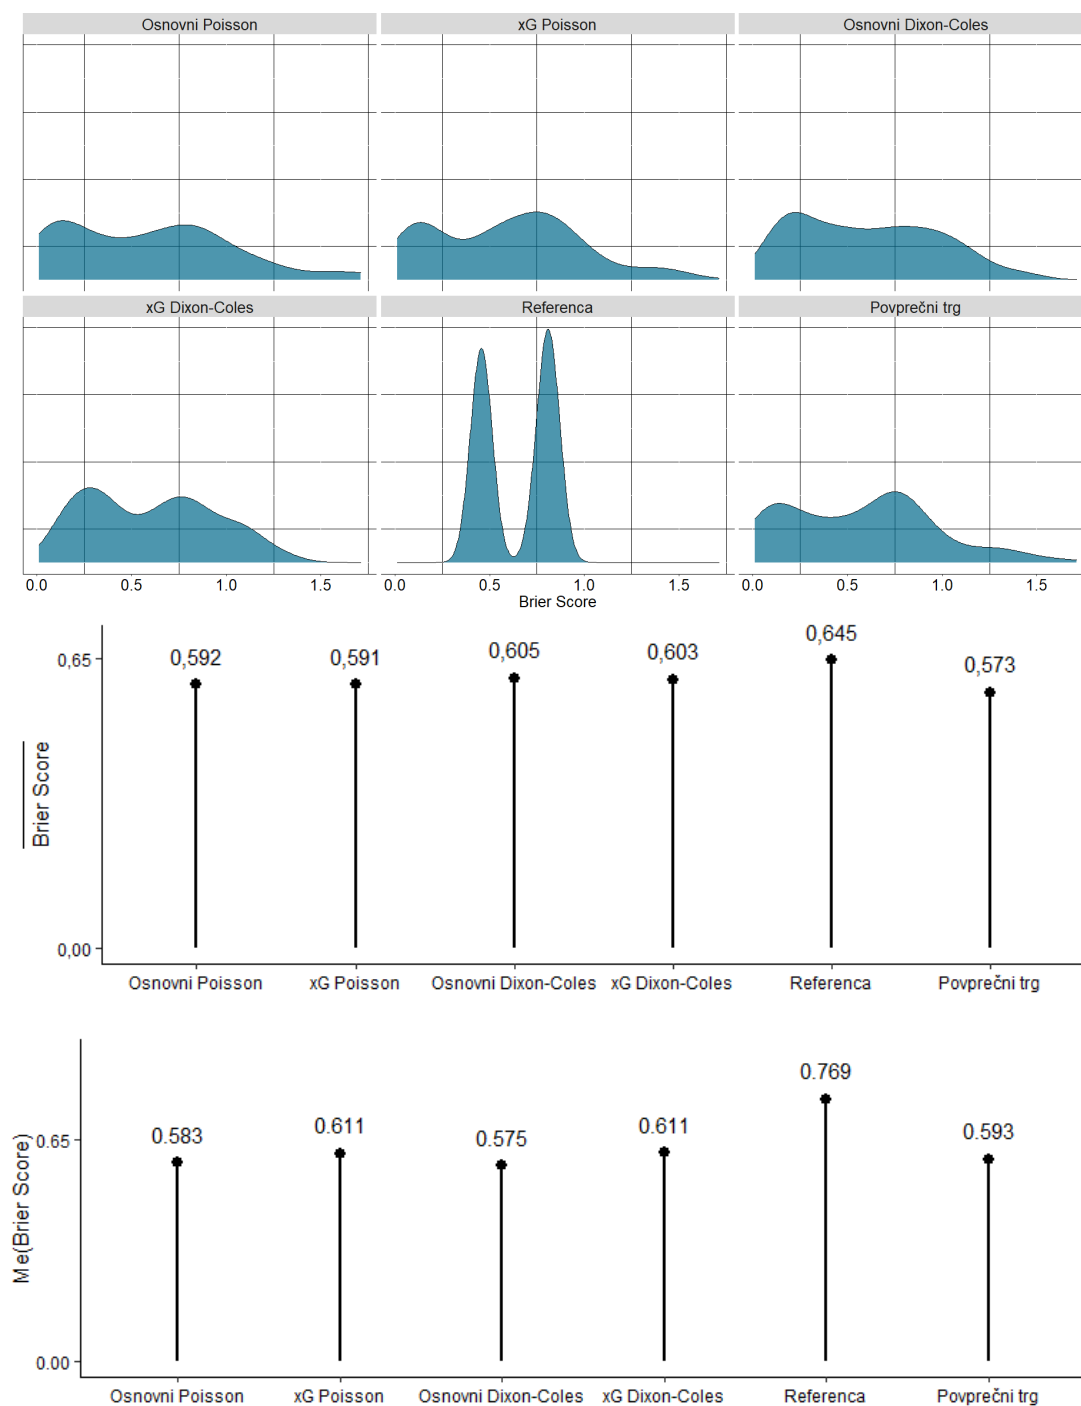 Osnovni Poisson xG Poisson Osnovni Dixon-Coles
xG Dixon-Coles Referenca Povprečni trg
0.0 0.5 1.0 1.5 0.5 1.0 1.5 0.0 0.5 1.0 1.5
Brier Score
0,645
0,592 0,591 0,605 0,603 0,573
0,65
Brier Score
0,00
Osnovni Poisson xG Poisson Osnovni Dixon-Coles xG Dixon-Coles Referenca Povprečni trg
0.769
0.583 0.611 0.575 0.611 0.593
0.65
Me(Brier Score)
0.00
Osnovni Poisson xG Poisson Osnovni Dixon-Coles xG Dixon-Coles Referenca Povprečni trg